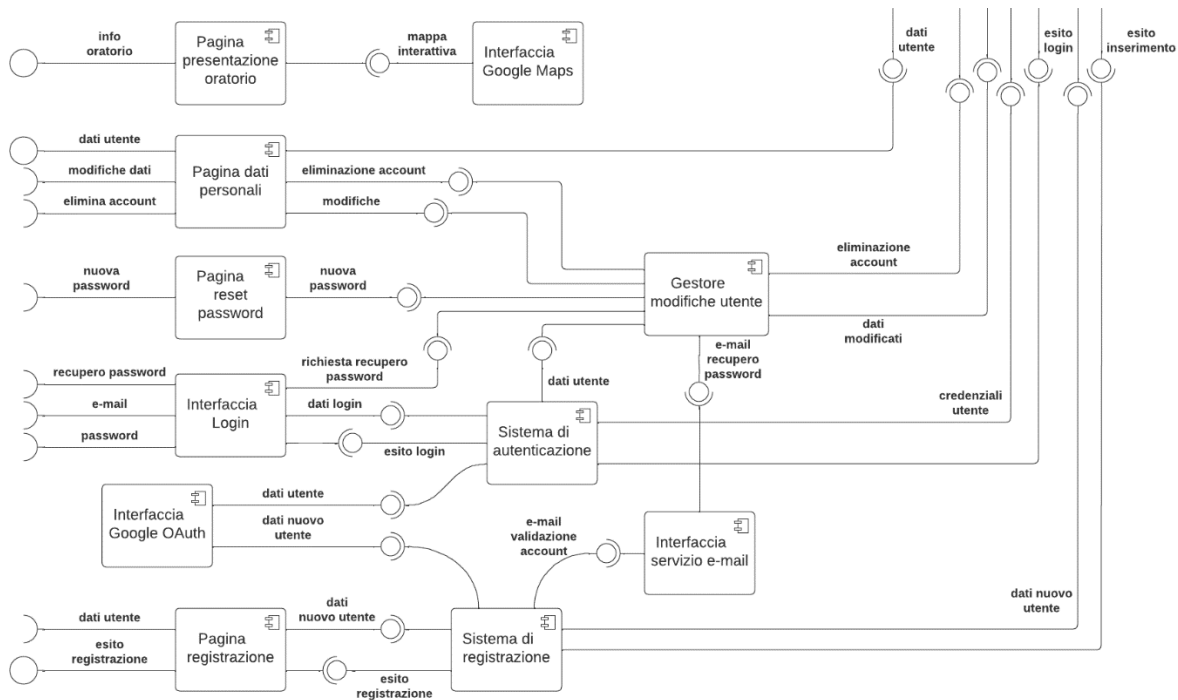 info
oratorio
Pagina
presentazione
oratorio
mappa
interattiva
Interfaccia
Google Maps
dati
utente
esito
login
esito
inserimento
dati utente
modifiche dati
elimina account
Pagina dati
personali
eliminazione account
modifiche
nuova
password
Pagina
reset
password
nuova
password
Gestore
modifiche utente
eliminazione
account
dati
modificati
e-mail
recupero
password
richiesta recupero
password
dati utente
recupero password
e-mail
password
Interfaccia
Login
dati login
esito login
Sistema di
autenticazione
credenziali
utente
Interfaccia
Google OAuth
dati utente
dati nuovo
utente
e-mail
validazione
account
Interfaccia
servizio e-mail
dati nuovo
utente
dati utente
esito
registrazione
Pagina
registrazione
dati
nuovo utente
esito
registrazione
Sistema di
registrazione